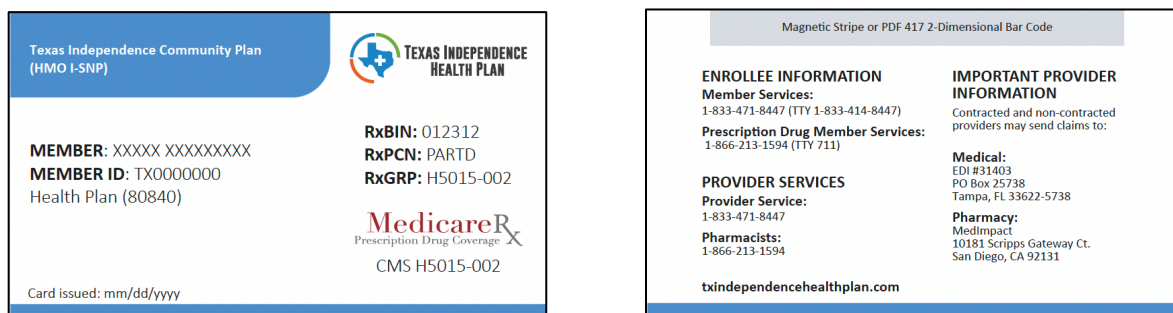 Texas Independence Community Plan
(HMO I-SNP)
TEXAS INDEPENDENCE
HEALTH PLAN
MEMBER: XXXXX XXXXXXXXX
MEMBER ID: TX0000000
Health Plan (80840)
RxBIN: 012312
RxPCN: PARTD
RxGRP: H5015-002
MedicareRx
Prescription Drug Coverage
CMS H5015-002
Card issued: mm/dd/yyyy
Magnetic Stripe or PDF 417 2-Dimensional Bar Code
ENROLLEE INFORMATION
Member Services:
1-833-471-8447 (TTY 1-833-414-8447)
Prescription Drug Member Services:
1-866-213-1594 (TTY 711)
PROVIDER SERVICES
Provider Service:
1-833-471-8447
Pharmacists:
1-866-213-1594
txindependencehealthplan.com
IMPORTANT PROVIDER
INFORMATION
Contracted and non-contracted
providers may send claims to:
Medical:
EDI #31403
PO Box 25738
Tampa, FL 33622-5738
Pharmacy:
MedImpact
10181 Scripps Gateway Ct.
San Diego, CA 92131